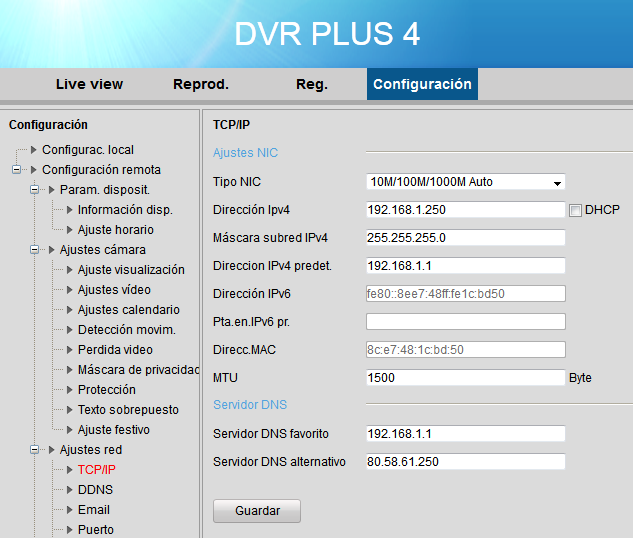 DVR PLUS 4
Live view Reprod. Reg. Configuración
Configuración
Configurac. local
Configuración remota
Param. disposit.
Información disp.
Ajuste horario
Ajustes cámara
Ajuste visualización
Ajustes vídeo
Ajustes calendario
Detección movim.
Perdida video
Máscara de privacidad
Protección
Texto sobrepuesto
Ajuste festivo
Ajustes red
TCP/IP
DDNS
Email
Puerto
TCP/IP
Ajustes NIC
Tipo NIC 10M/100M/1000M Auto
Dirección Ipv4 192.168.1.250 DHCP
Máscara subred IPv4 255.255.255.0
Direccion IPv4 predet. 192.168.1.1
Dirección IPv6 fe80::8ee7:48ff:fe1c:bd50
Pta.en.IPv6 pr.
Direcc.MAC 8c:e7:48:1c:bd:50
MTU 1500 Byte
Servidor DNS
Servidor DNS favorito 192.168.1.1
Servidor DNS alternativo 80.58.61.250
Guardar